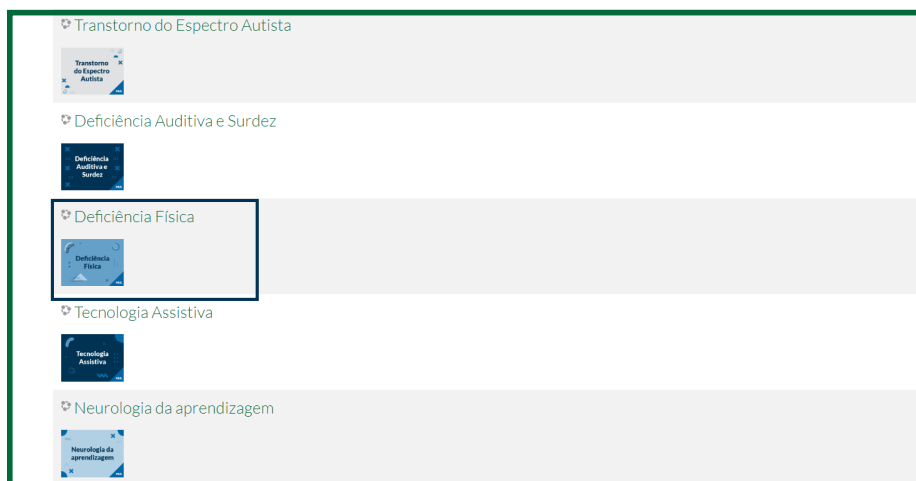 Transtorno do Espectro Autista
Transtorno
do Espectro
Autista
Deficiência Auditiva e Surdez
Deficiência
Auditiva e
Surdez
Deficiência Física
Deficiência
Física
Tecnologia Assistiva
Tecnologia
Assistiva
Neurologia da aprendizagem
Neurologia da
aprendizagem